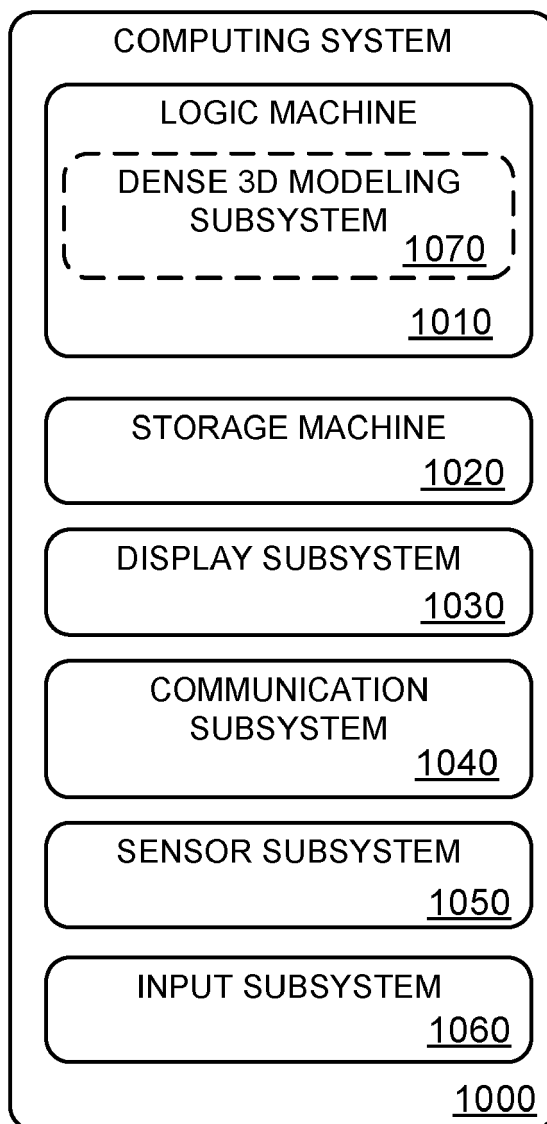 COMPUTING SYSTEM
LOGIC MACHINE
DENSE 3D MODELING
SUBSYSTEM
1070
1010
STORAGE MACHINE
1020
DISPLAY SUBSYSTEM
1030
COMMUNICATION
SUBSYSTEM
1040
SENSOR SUBSYSTEM
1050
INPUT SUBSYSTEM
1060
1000